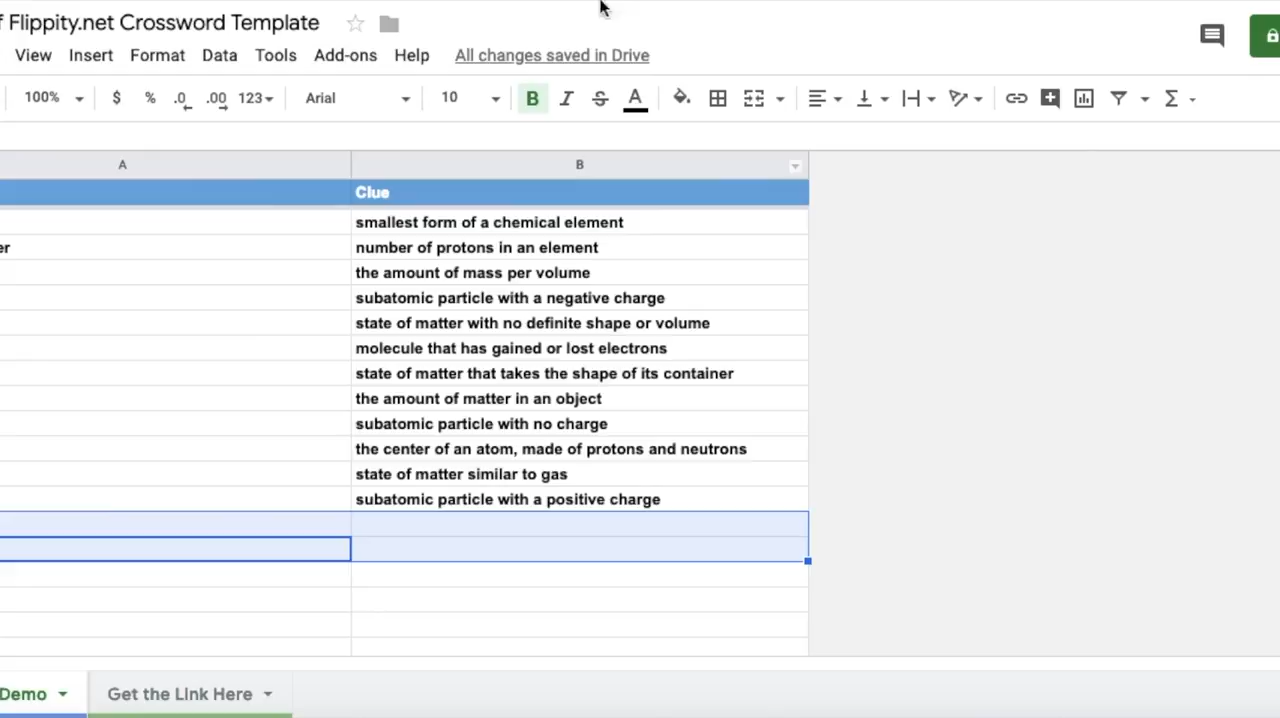 f Flippity.net Crossword Template
View Insert Format Data Tools Add-ons Help All changes saved in Drive
100% $ % .0 .00 123 Arial 10 B I S A Σ
A B
Clue
smallest form of a chemical element
er number of protons in an element
the amount of mass per volume
subatomic particle with a negative charge
state of matter with no definite shape or volume
molecule that has gained or lost electrons
state of matter that takes the shape of its container
the amount of matter in an object
subatomic particle with no charge
the center of an atom, made of protons and neutrons
state of matter similar to gas
subatomic particle with a positive charge
Demo Get the Link Here